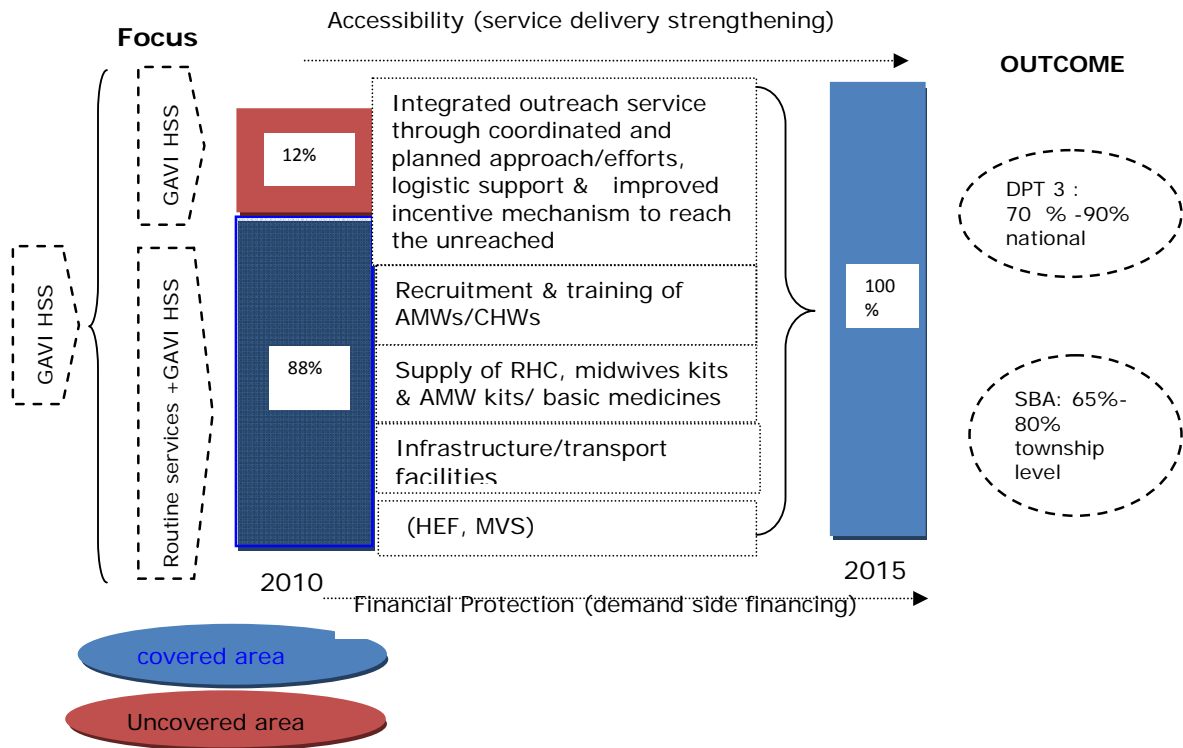 Accessibility (service delivery strengthening)
Focus
OUTCOME
GAVI HSS
GAVI HSS
Routine services +GAVI HSS
12%
88%
2010
Integrated outreach service
through coordinated and
planned approach/efforts,
logistic support & improved
incentive mechanism to reach
the unreached
Recruitment & training of
AMWs/CHWs
Supply of RHC, midwives kits
& AMW kits/ basic medicines
Infrastructure/transport
facilities
(HEF, MVS)
100
%
2015
DPT 3 :
70 % -90%
national
SBA: 65%-
80%
township
level
Financial Protection (demand side financing)
covered area
Uncovered area